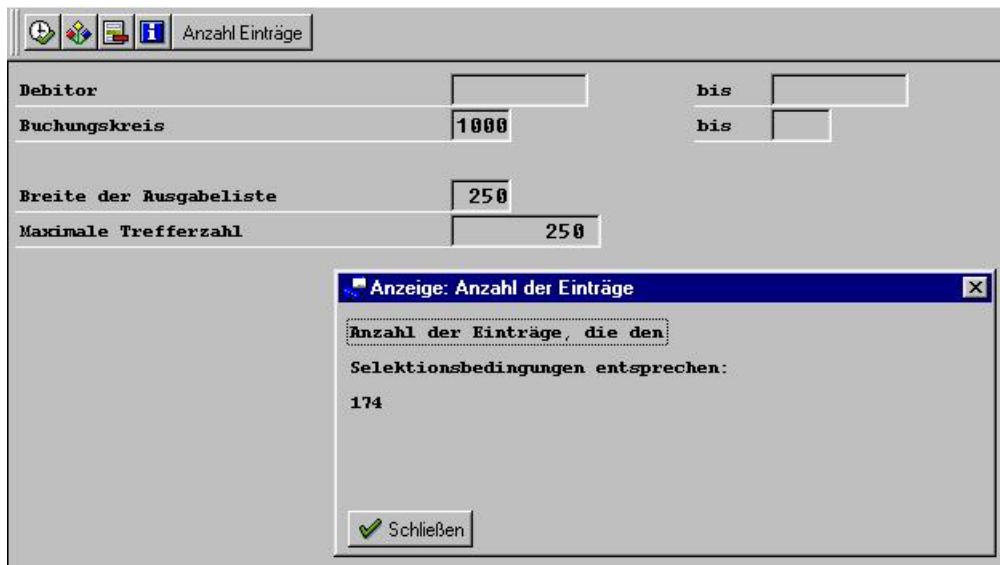 Anzahl Einträge
Debitor bis
Buchungskreis 1000 bis
Breite der Ausgabeliste 250
Maximale Trefferzahl 250
Anzeige: Anzahl der Einträge
Anzahl der Einträge, die den
Selektionsbedingungen entsprechen:
174
Schließen